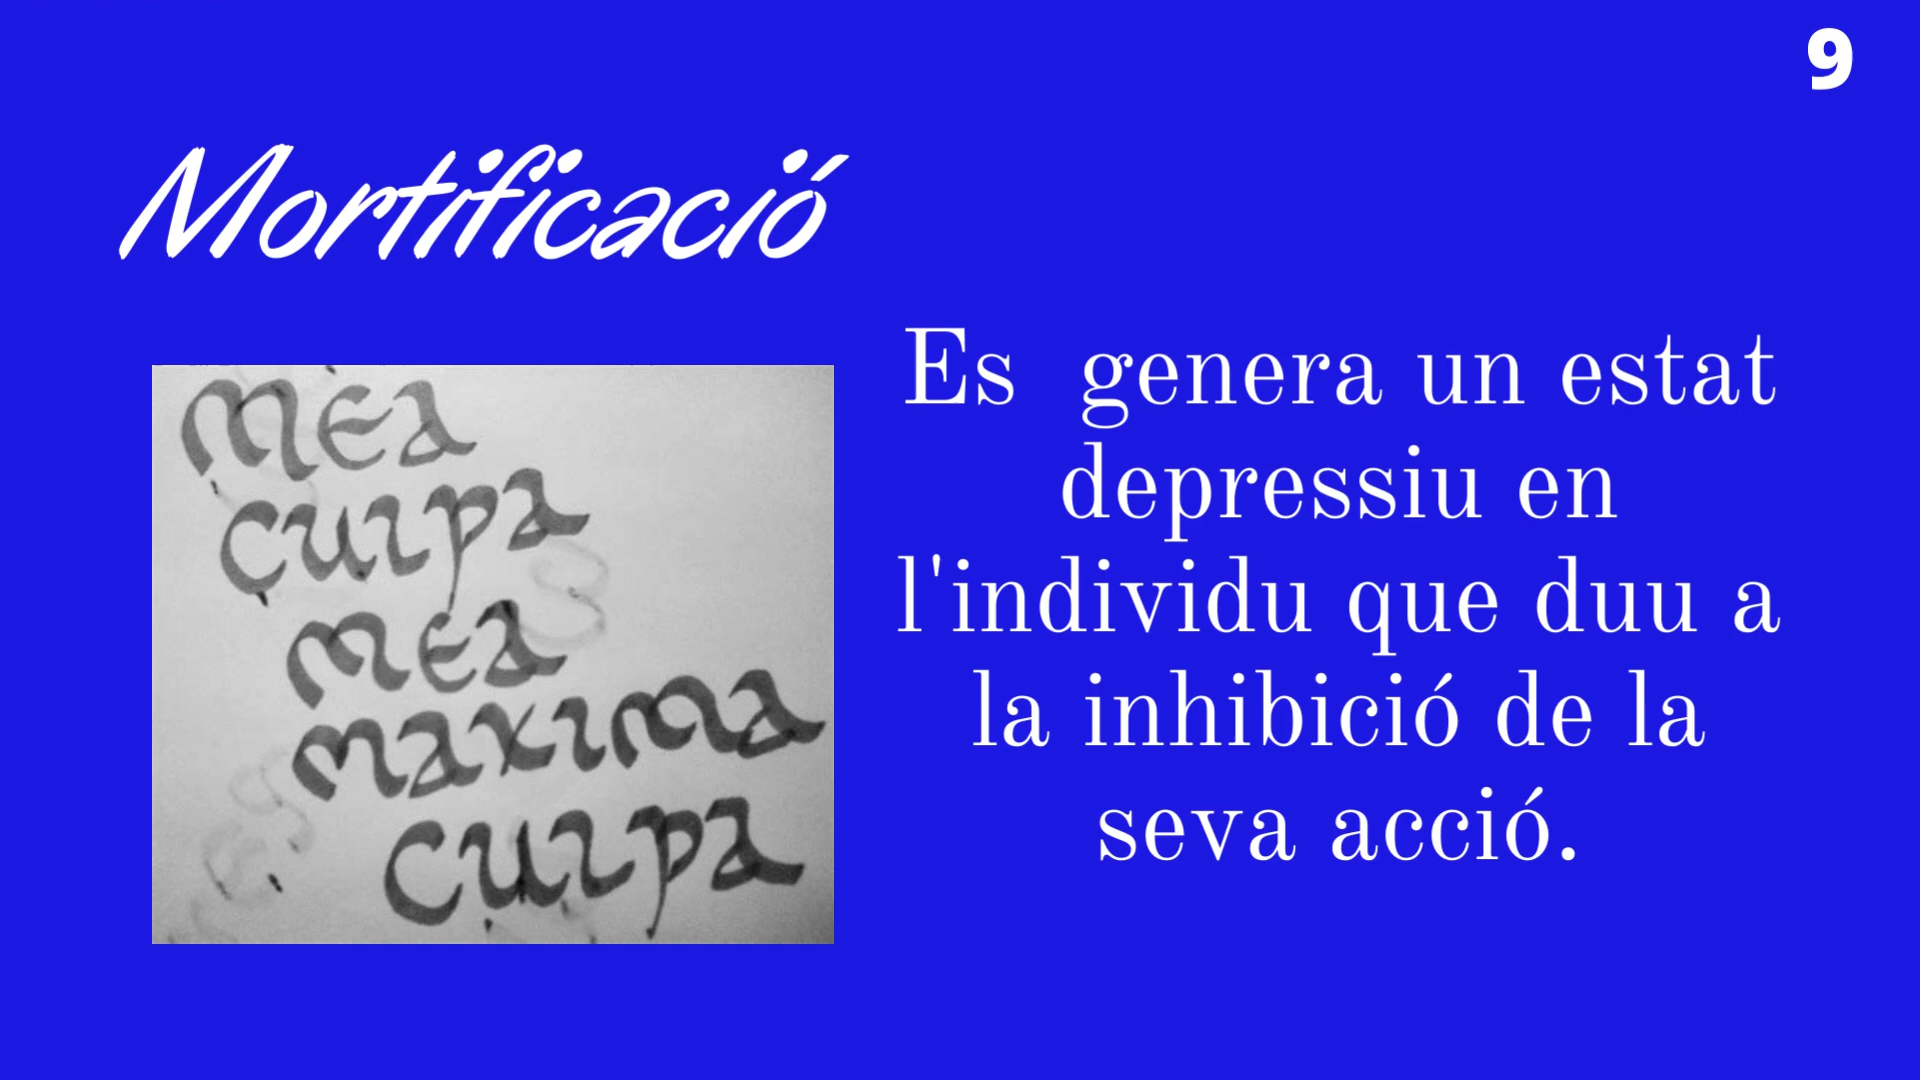 9
Mortificació
mea
culpa
mea
maxima
culpa
Es  genera un estat
depressiu en
l'individu que duu a
la inhibició de la
seva acció.